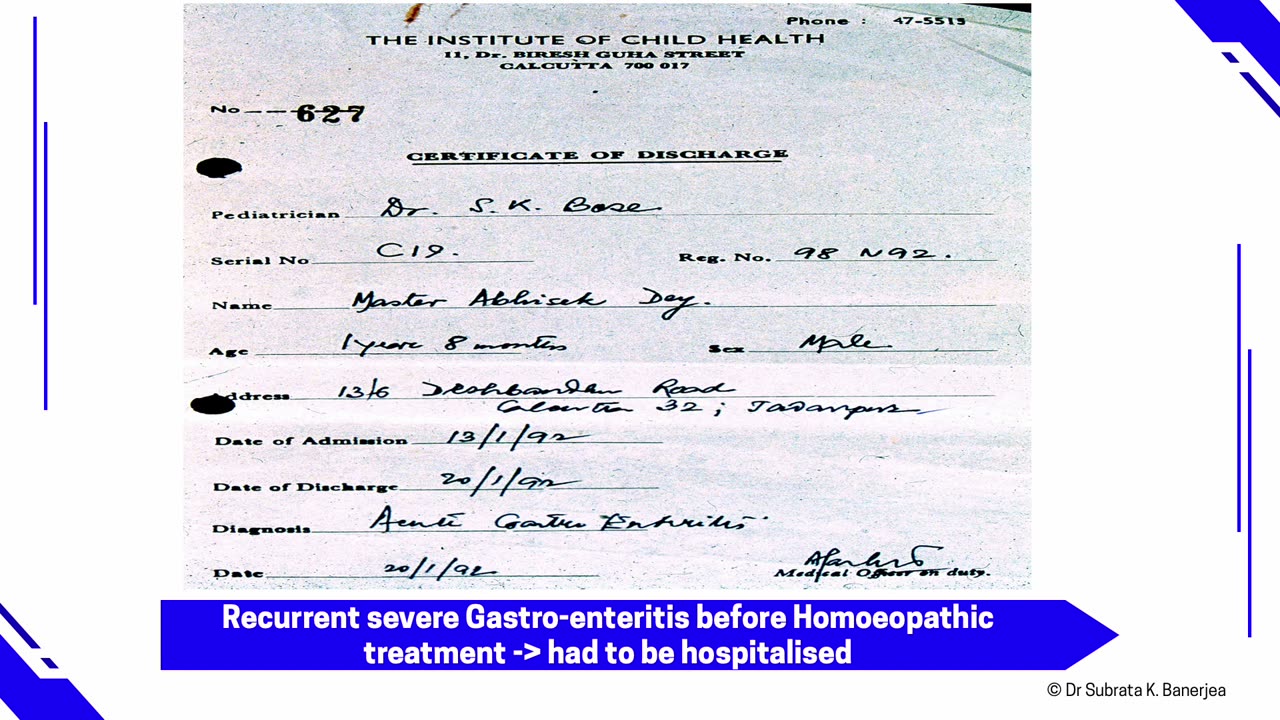 Phone : 47-5513
THE INSTITUTE OF CHILD HEALTH
11, Dr. BIRESH GUHA STREET
CALCUTTA 700 017
No -- 627
CERTIFICATE OF DISCHARGE
Pediatrician Dr. S. K. Bose.
Serial No C19. Reg. No. 98 N92.
Name Master Abhisek Dey.
Age 1 year 8 months Sex Male.
Address 13/6 Deshbandhu Road
Calcutta 32 ; Jadavpur
Date of Admission 13/1/92
Date of Discharge 20/1/92
Diagnosis Acute Gastro Enteritis
Date 20/1/92
Medical Officer on duty.
Recurrent severe Gastro-enteritis before Homoeopathic
treatment -> had to be hospitalised
© Dr Subrata K. Banerjea